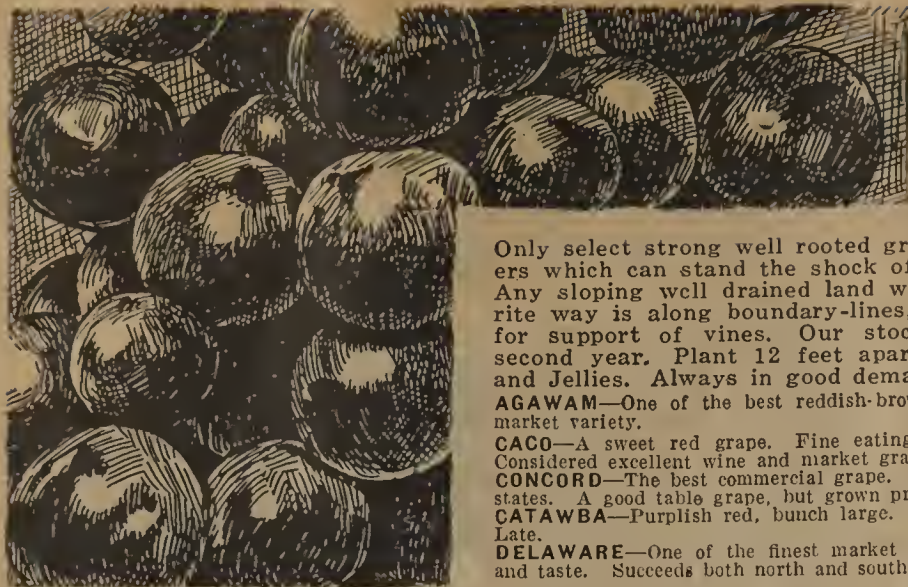 Only select strong well rooted gr
ers which can stand the shock of
Any sloping well drained land w
rite way is along boundary-lines,
for support of vines. Our stoc
second year. Plant 12 feet apar
and Jellies. Always in good dema
AGAWAM—One of the best reddish-brow
market variety.
CACO—A sweet red grape. Fine eating
Considered excellent wine and market gra
CONCORD—The best commercial grape.
states. A good table grape, but grown pr
CATAWBA—Purplish red, bunch large.
Late.
DELAWARE—One of the finest market
and taste. Succeeds both north and south